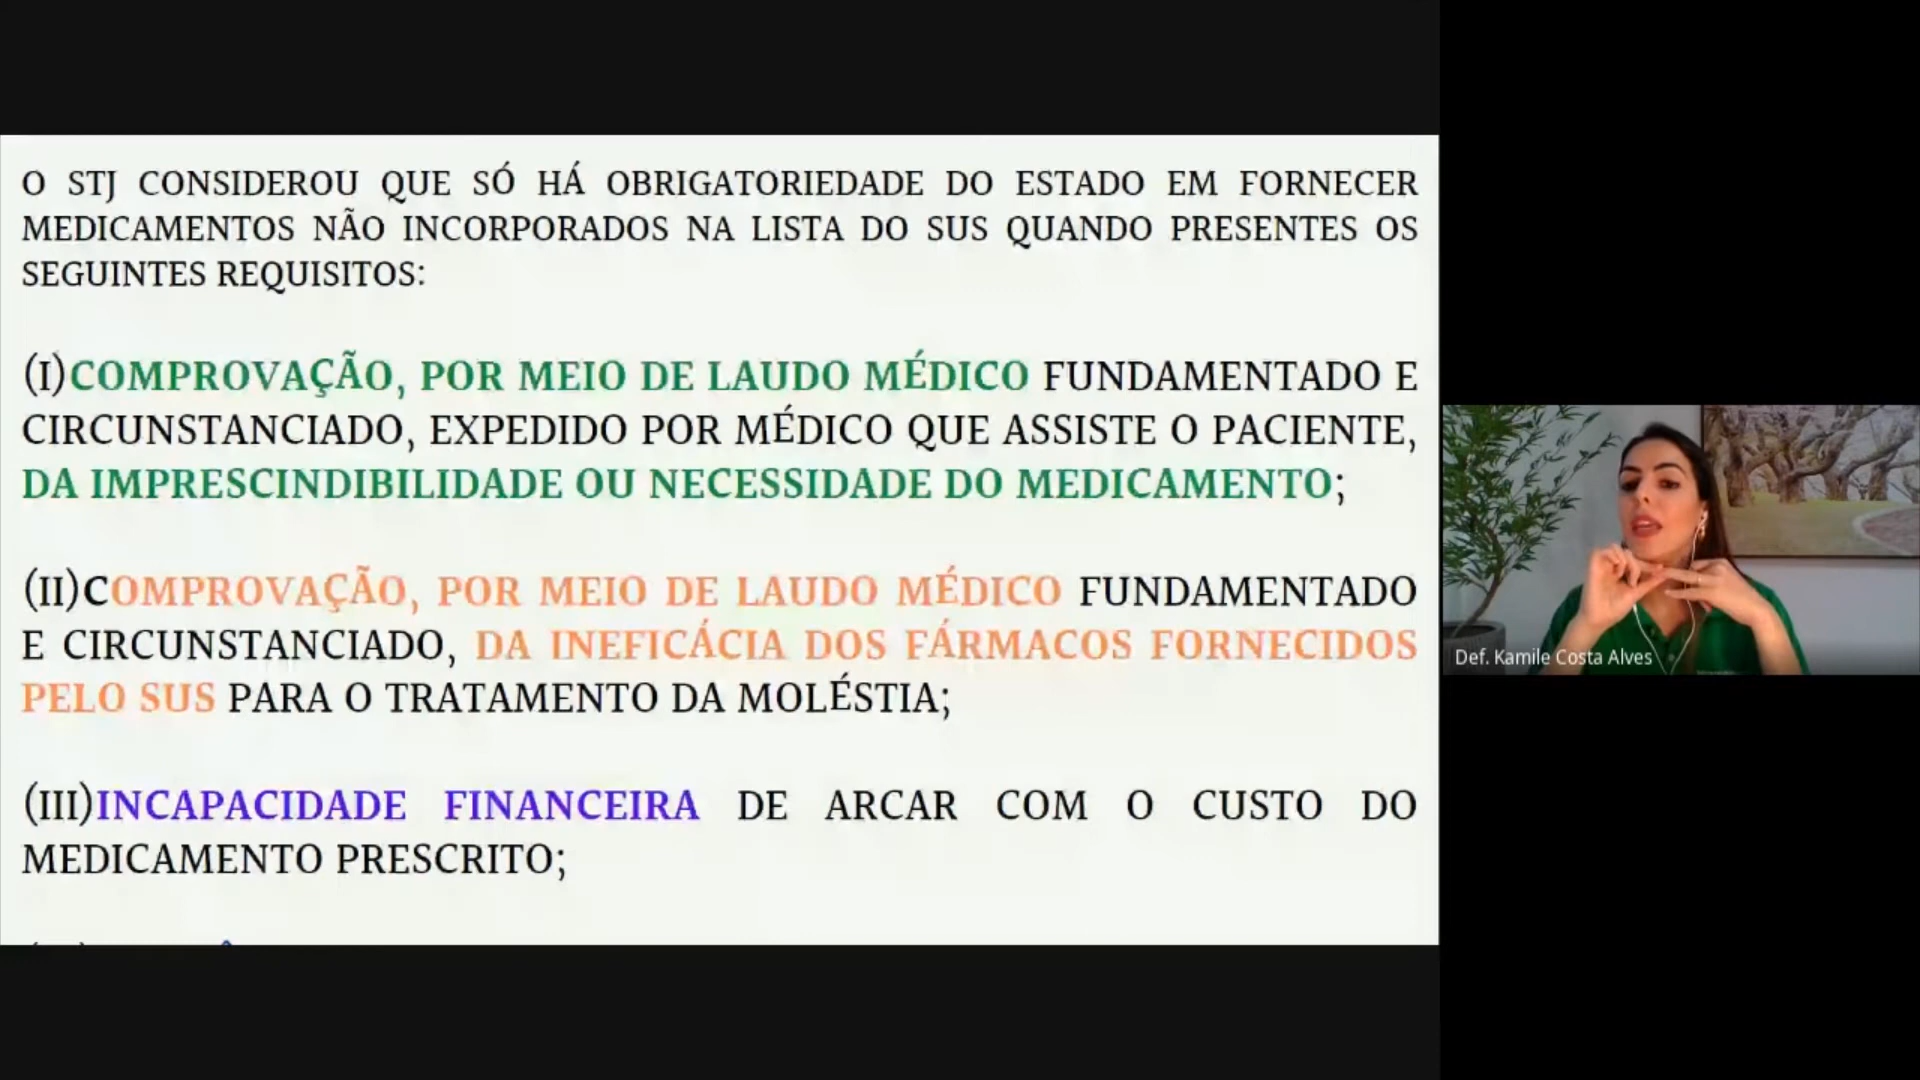 O STJ CONSIDEROU QUE SÓ HÁ OBRIGATORIEDADE DO ESTADO EM FORNECER
MEDICAMENTOS NÃO INCORPORADOS NA LISTA DO SUS QUANDO PRESENTES OS
SEGUINTES REQUISITOS:
(I)COMPROVAÇÃO, POR MEIO DE LAUDO MÉDICO FUNDAMENTADO E
CIRCUNSTANCIADO, EXPEDIDO POR MÉDICO QUE ASSISTE O PACIENTE,
DA IMPRESCINDIBILIDADE OU NECESSIDADE DO MEDICAMENTO;
(II)COMPROVAÇÃO, POR MEIO DE LAUDO MÉDICO FUNDAMENTADO
E CIRCUNSTANCIADO, DA INEFICÁCIA DOS FÁRMACOS FORNECIDOS
PELO SUS PARA O TRATAMENTO DA MOLÉSTIA;
(III)INCAPACIDADE FINANCEIRA DE ARCAR COM O CUSTO DO
MEDICAMENTO PRESCRITO;
Def. Kamile Costa Alves